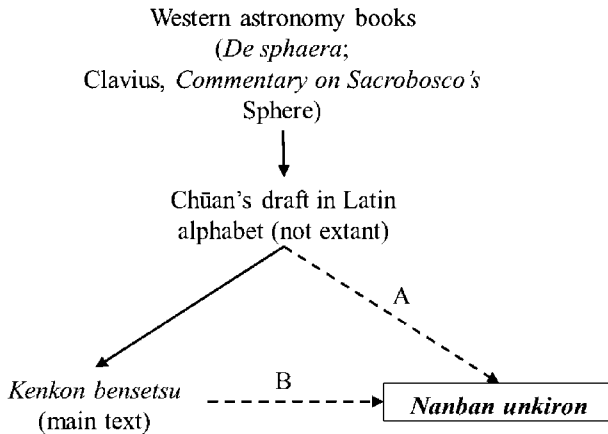 Western astronomy books
(De sphaera;
Clavius, Commentary on Sacrobosco's
Sphere)
Chūan's draft in Latin
alphabet (not extant)
A
Kenkon bensetsu
(main text)
B
Nanban unkiron